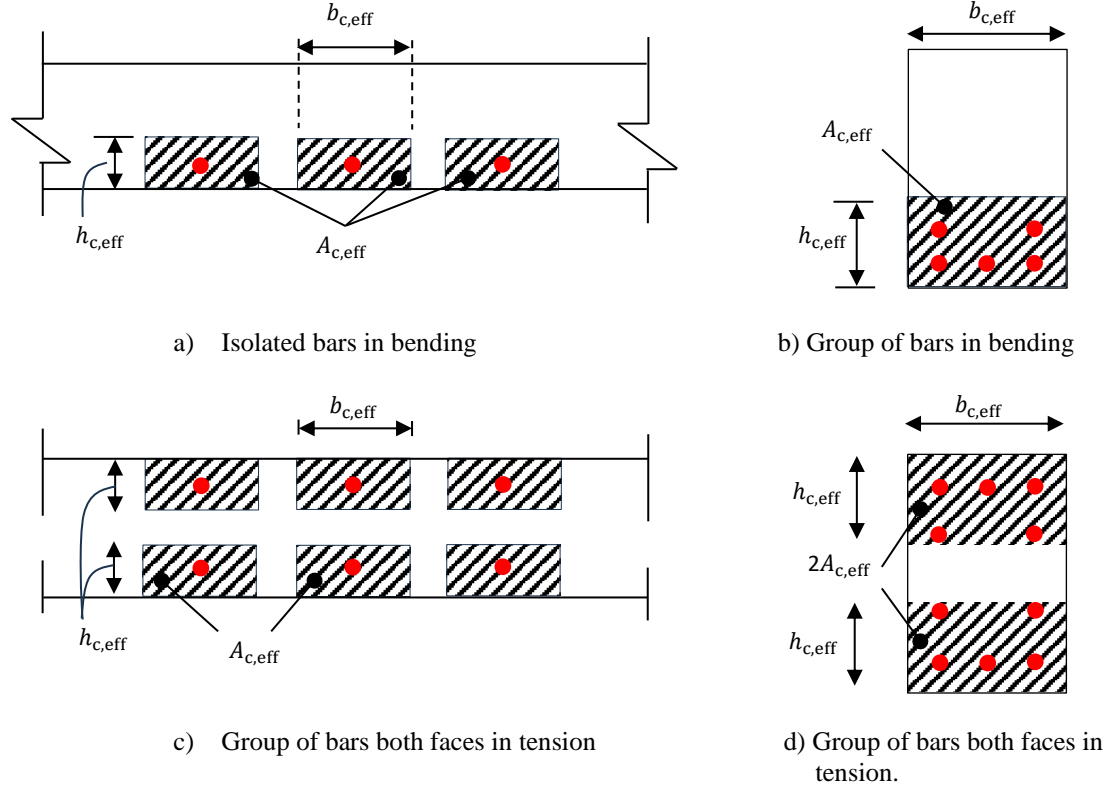 b_c,eff
h_c,eff
A_c,eff
a) Isolated bars in bending
b_c,eff
A_c,eff
h_c,eff
b) Group of bars in bending
b_c,eff
h_c,eff
A_c,eff
c) Group of bars both faces in tension
b_c,eff
h_c,eff
2A_c,eff
h_c,eff
d) Group of bars both faces in
tension.